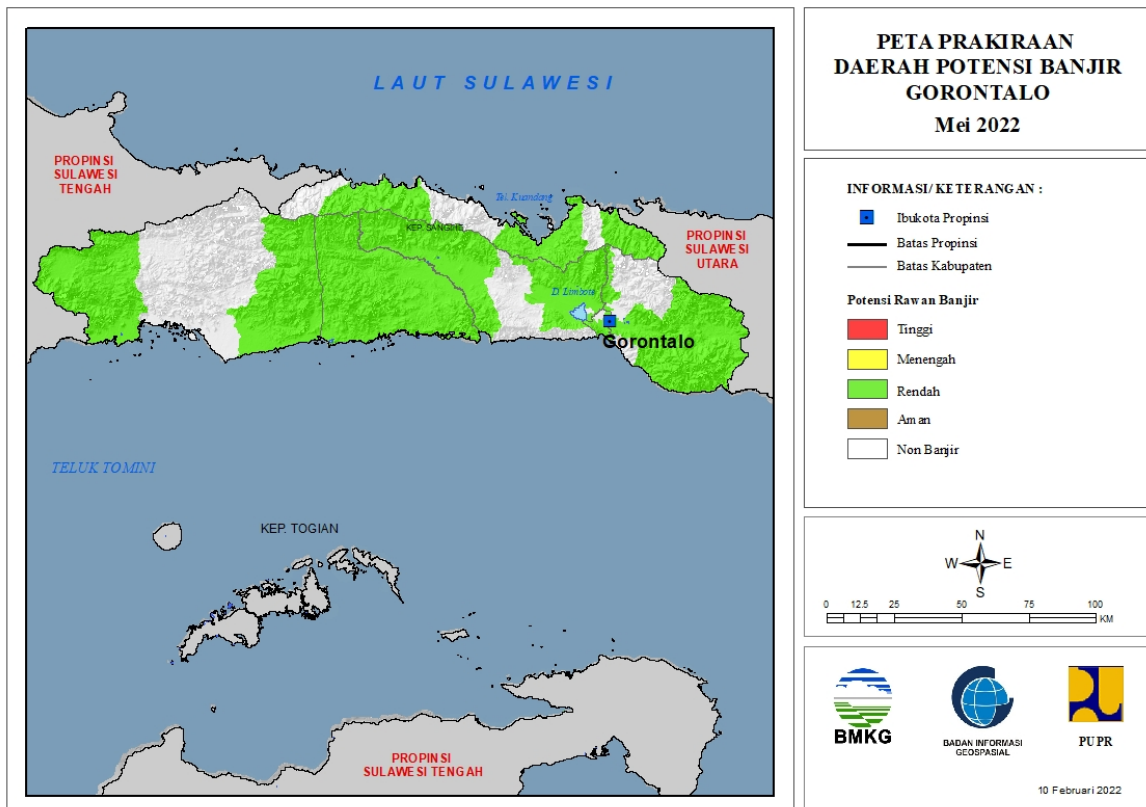 LAUT SULAWESI
PROPINSI
SULAWESI
TENGAH
Tel. Kuandang
KEP. SANGIHE
PROPINSI
SULAWESI
UTARA
D. Limboto
Gorontalo
TELUK TOMINI
KEP. TOGIAN
PROPINSI
SULAWESI TENGAH
PETA PRAKIRAAN
DAERAH POTENSI BANJIR
GORONTALO
Mei 2022
INFORMASI/ KETERANGAN :
Ibukota Propinsi
Batas Propinsi
Batas Kabupaten
Potensi Rawan Banjir
Tinggi
Menengah
Rendah
Aman
Non Banjir
N
W E
S
0 12.5 25 50 75 100
KM
BMKG
BADAN INFORMASI
GEOSPASIAL
PUPR
10 Februari 2022